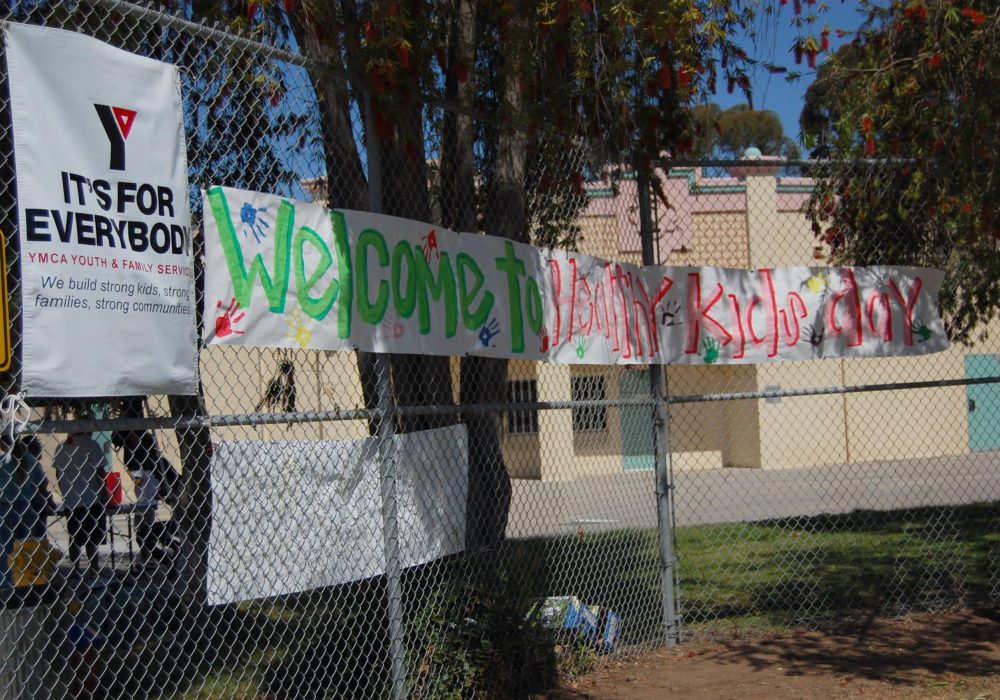 Y
IT'S FOR
EVERYBODY
YMCA YOUTH & FAMILY SERVICES
We build strong kids, strong
families, strong communities.
Welcome to Healthy kids day